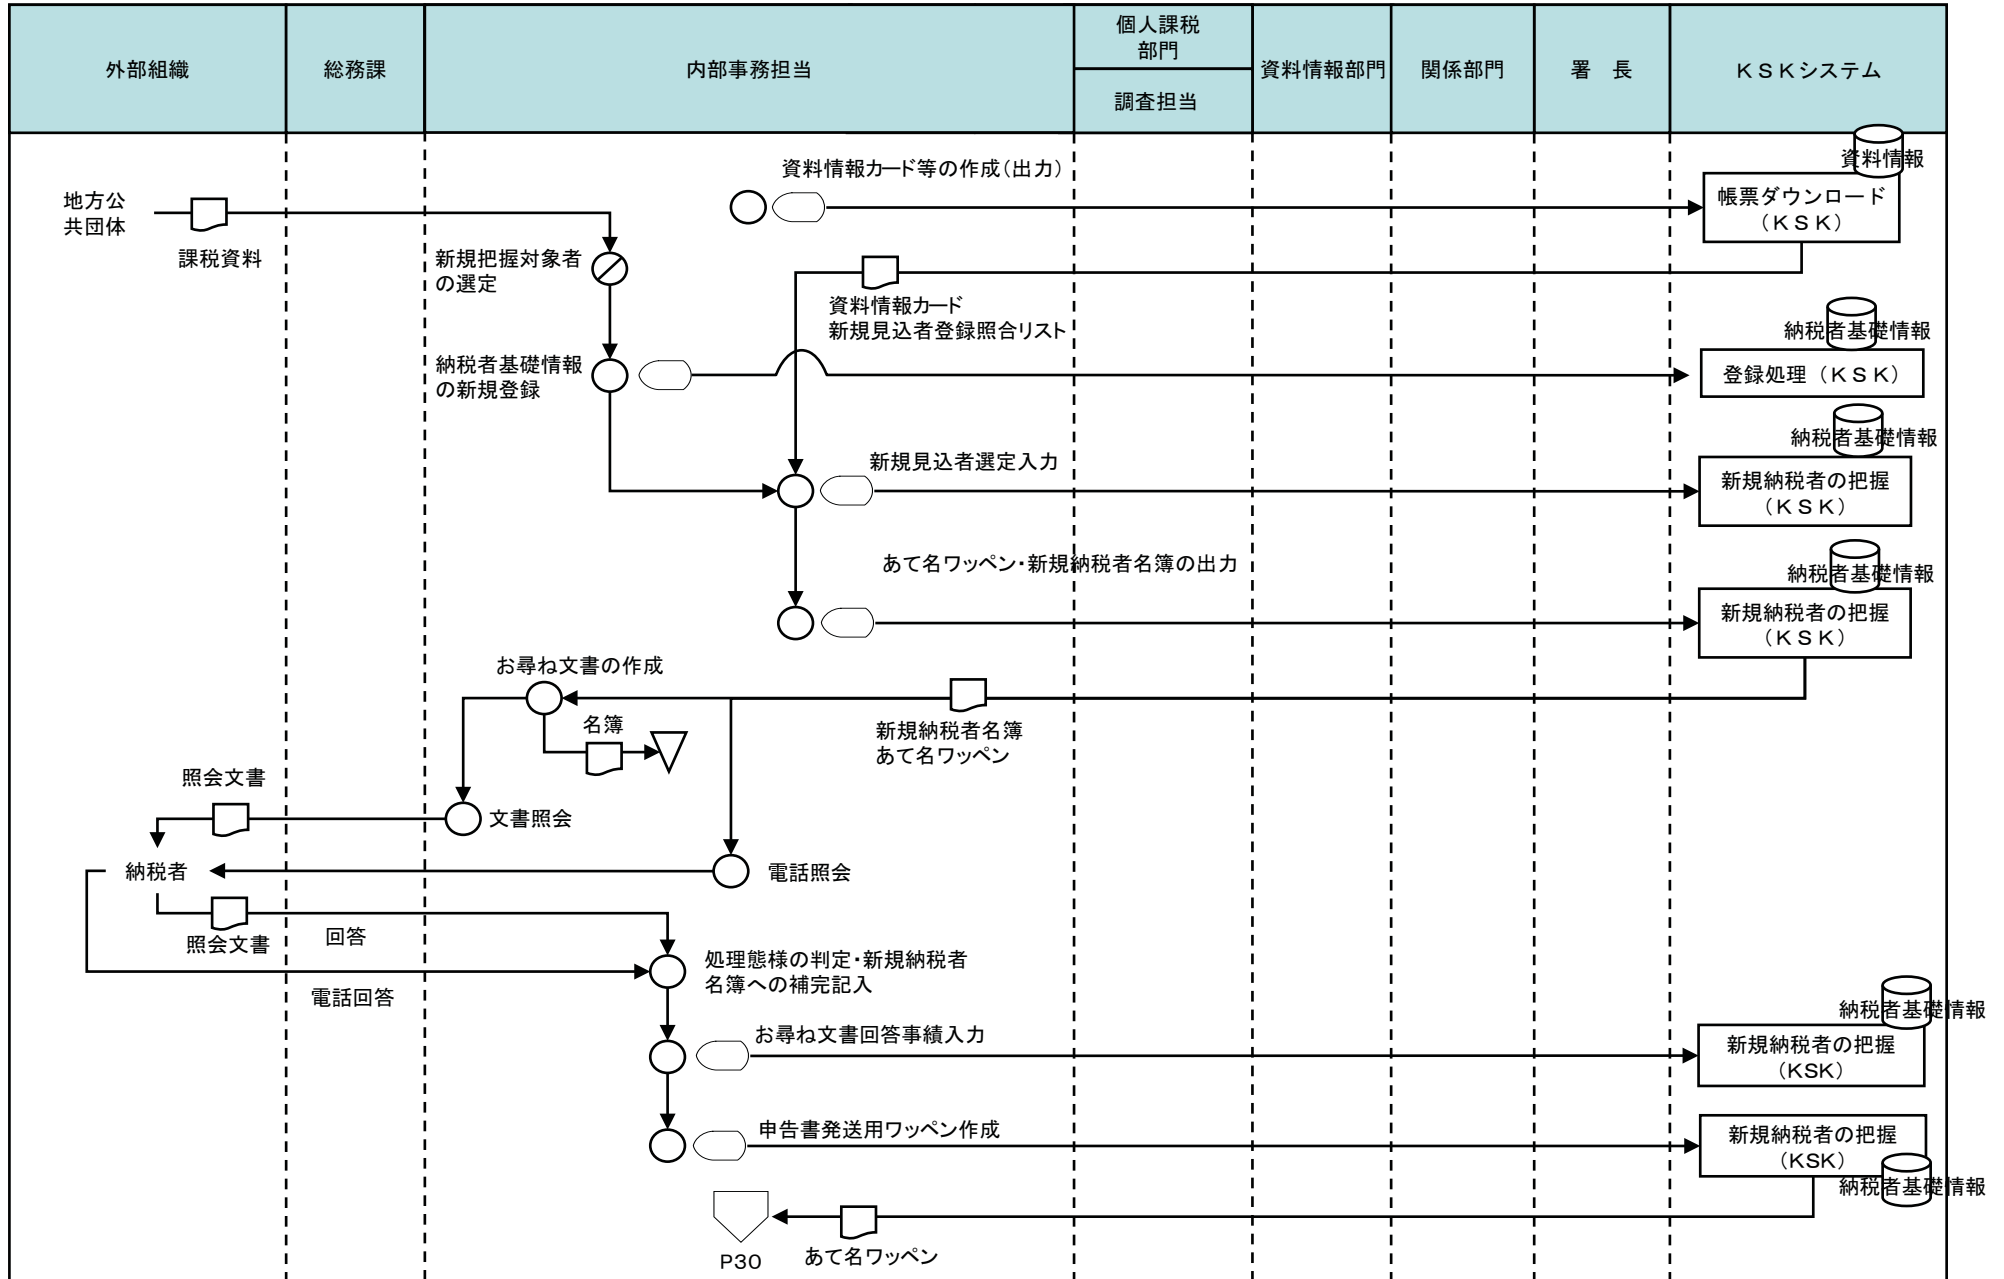 外部組織
総務課
内部事務担当
個人課税
部門
調査担当
資料情報部門
関係部門
署　長
ＫＳＫシステム
資料情報カード等の作成（出力）
資料情報
地方公
共団体
帳票ダウンロード
（ＫＳＫ）
課税資料
新規把握対象者
の選定
資料情報カード
新規見込者登録照合リスト
納税者基礎情報
納税者基礎情報
の新規登録
登録処理（ＫＳＫ）
納税者基礎情報
新規見込者選定入力
新規納税者の把握
（ＫＳＫ）
あて名ワッペン・新規納税者名簿の出力
納税者基礎情報
新規納税者の把握
（ＫＳＫ）
お尋ね文書の作成
名簿
新規納税者名簿
あて名ワッペン
照会文書
文書照会
納税者
電話照会
照会文書
回答
処理態様の判定・新規納税者
名簿への補完記入
電話回答
納税者基礎情報
お尋ね文書回答事績入力
新規納税者の把握
（KSK）
申告書発送用ワッペン作成
新規納税者の把握
（KSK）
納税者基礎情報
P30
あて名ワッペン